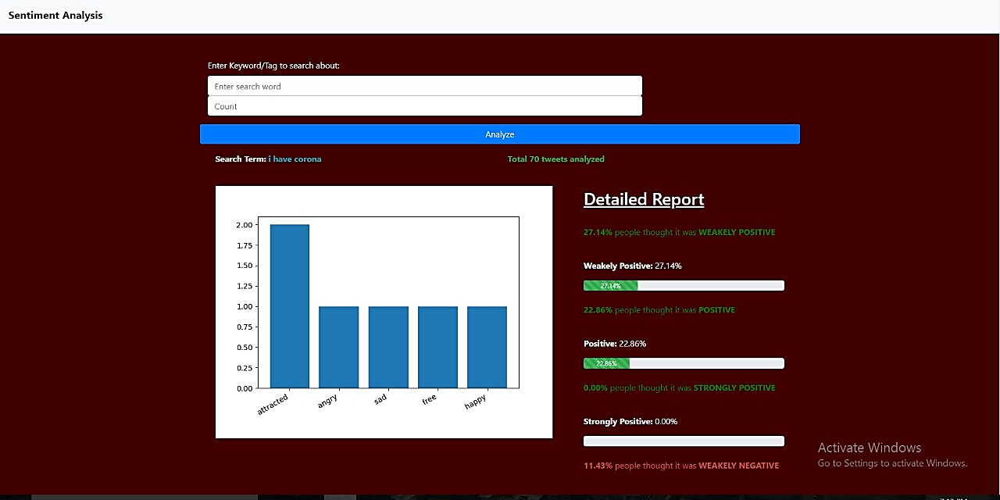 Sentiment Analysis
Enter Keyword/Tag to search about:
Enter search word
Count
Analyze
Search Term: i have corona
Total 70 tweets analyzed
2.00
1.75
1.50
1.25
1.00
0.75
0.50
0.25
0.00
attracted
angry
sad
free
happy
Detailed Report
27.14% people thought it was WEAKELY POSITIVE
Weakely Positive: 27.14%
27.14%
22.86% people thought it was POSITIVE
Positive: 22.86%
22.86%
0.00% people thought it was STRONGLY POSITIVE
Strongly Positive: 0.00%
11.43% people thought it was WEAKELY NEGATIVE
Activate Windows
Go to Settings to activate Windows.